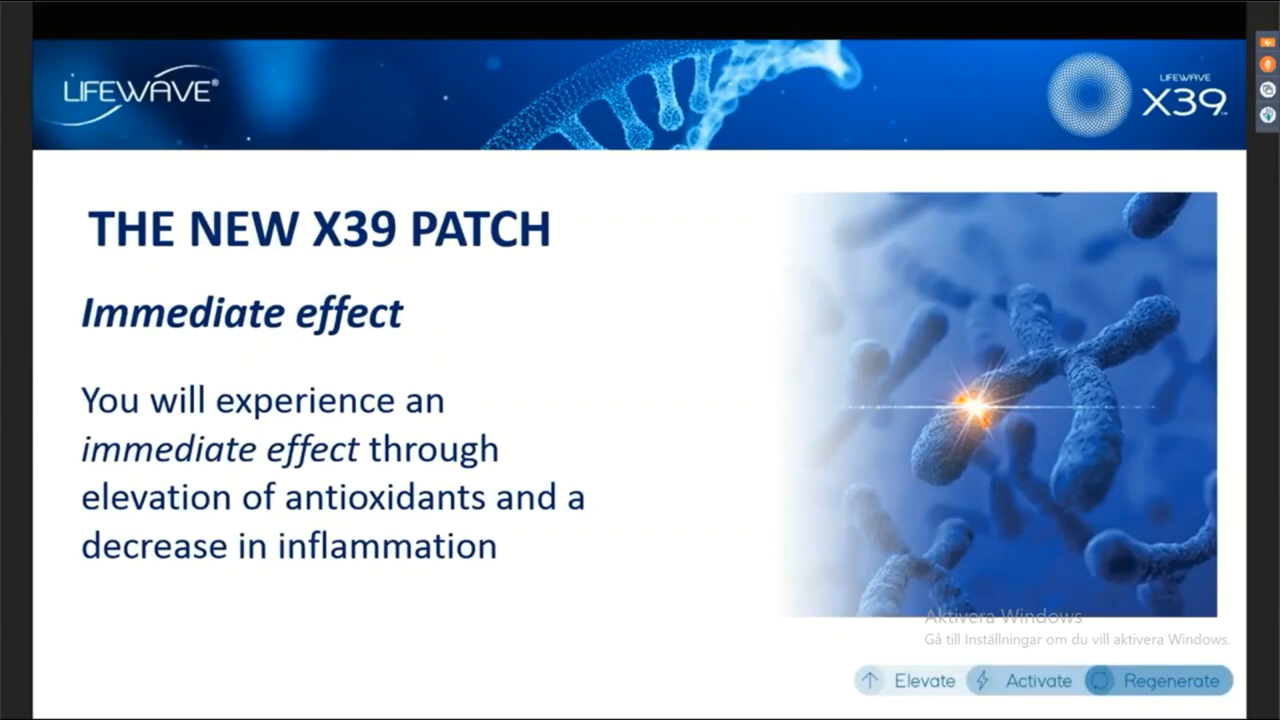 LIFEWAVE®
LIFEWAVE
X39™
THE NEW X39 PATCH
Immediate effect
You will experience an
immediate effect through
elevation of antioxidants and a
decrease in inflammation
Aktivera Windows
Gå till Inställningar om du vill aktivera Windows.
Elevate Activate Regenerate